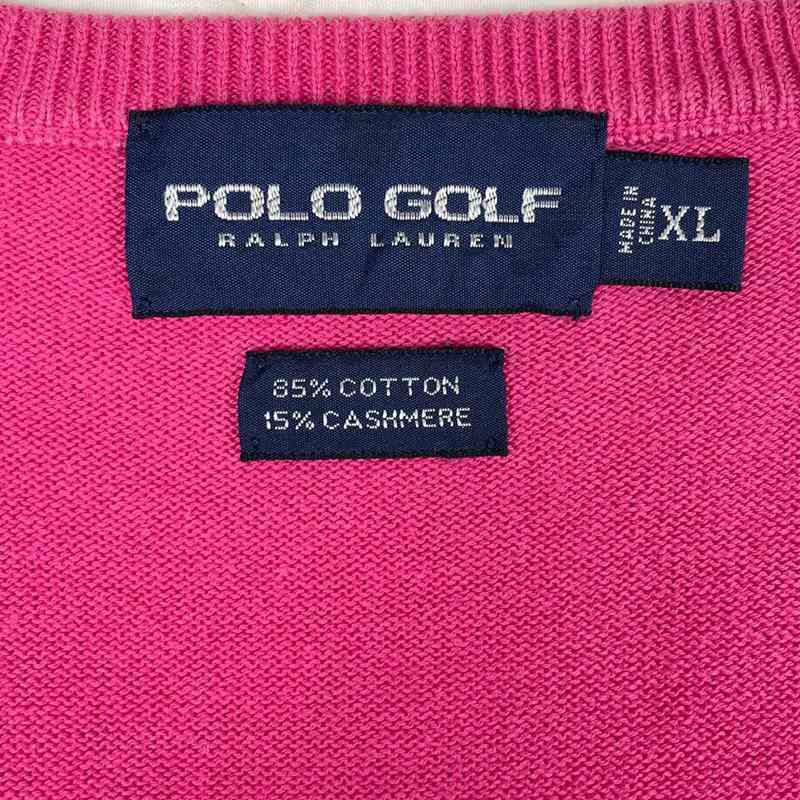 POLO GOLF
RALPH LAUREN
MADE IN
CHINA
XL
85% COTTON
15% CASHMERE